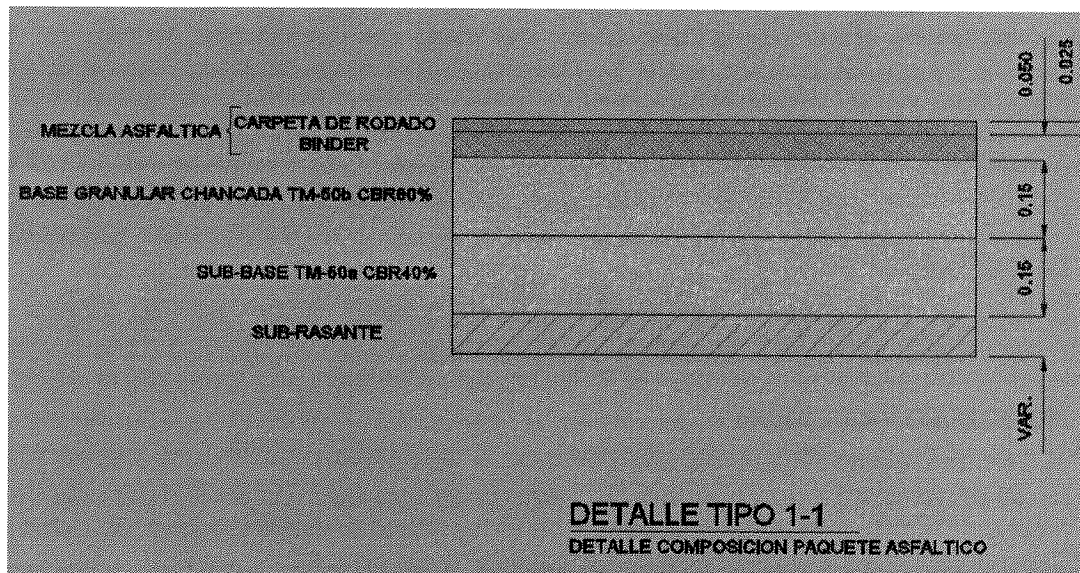 MEZCLA ASFALTICA
CARPETA DE RODADO
BINDER
BASE GRANULAR CHANCADA TM-50b CBR80%
SUB-BASE TM-50a CBR40%
SUB-RASANTE
0.050
0.025
0.15
0.15
VAR.
DETALLE TIPO 1-1
DETALLE COMPOSICION PAQUETE ASFALTICO